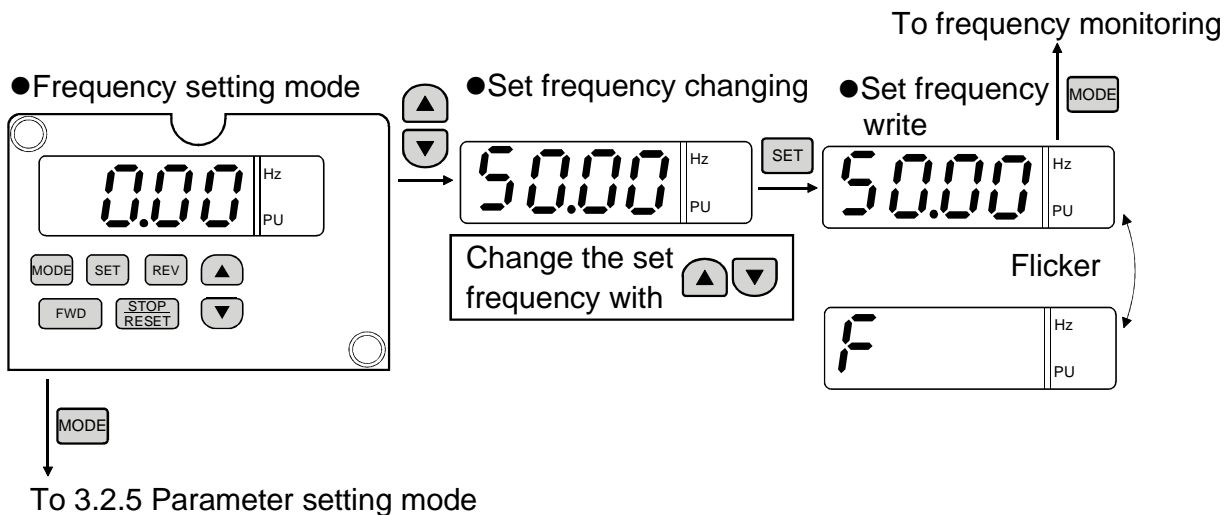 To frequency monitoring
MODE
●Frequency setting mode
●Set frequency changing
●Set frequency
write
0.00
Hz
PU
MODE SET REV
FWD STOP
RESET
▲
▼
50.00
Hz
PU
Change the set
frequency with ▲ ▼
SET
50.00
Hz
PU
Flicker
F
Hz
PU
MODE
To 3.2.5 Parameter setting mode